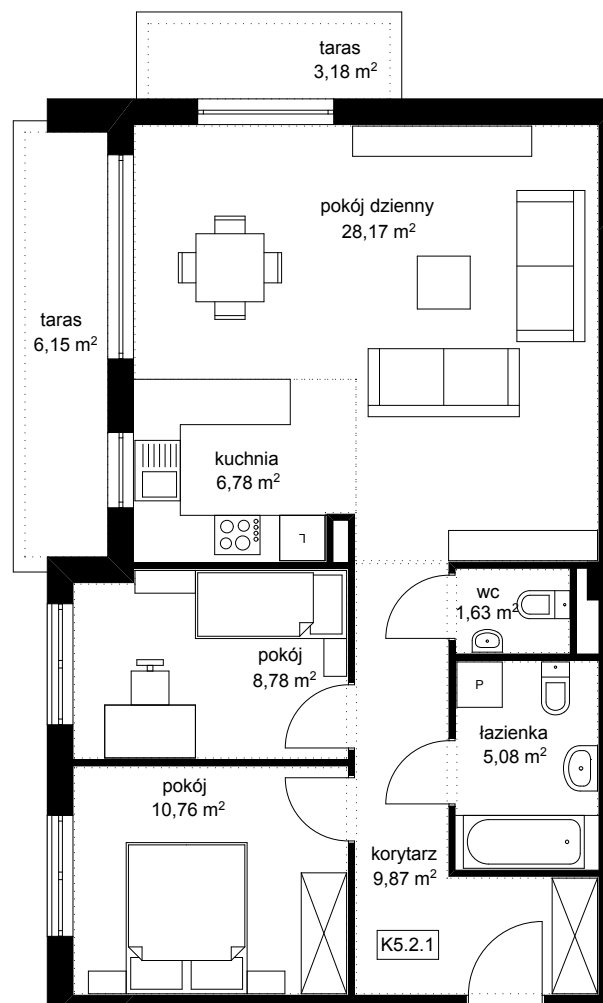 taras
3,18 m²
pokój dzienny
28,17 m²
taras
6,15 m²
kuchnia
6,78 m²
L
wc
1,63 m²
pokój
8,78 m²
P
łazienka
5,08 m²
pokój
10,76 m²
korytarz
9,87 m²
K5.2.1